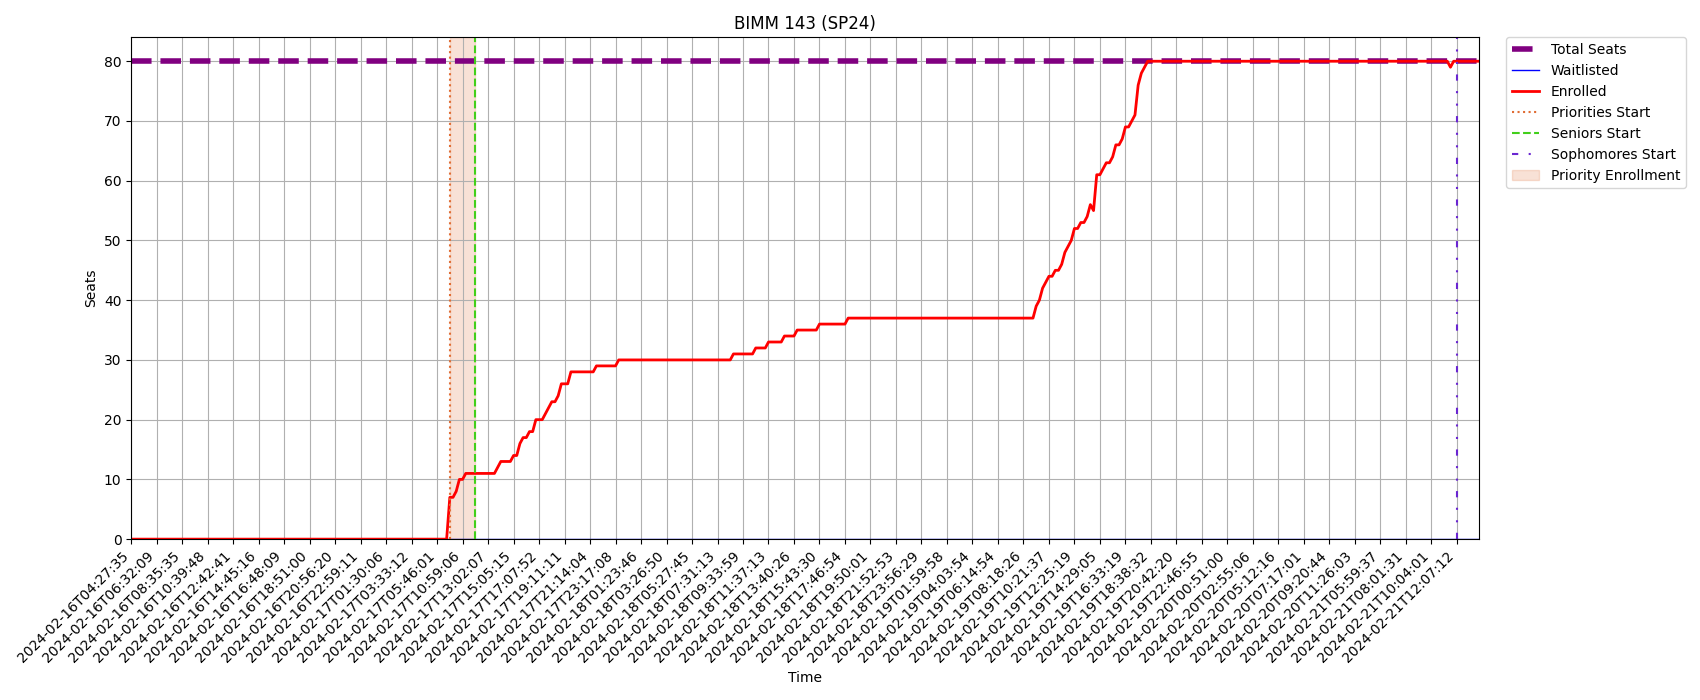 BIMM 143 (SP24)
Total Seats
Waitlisted
Enrolled
Priorities Start
Seniors Start
Sophomores Start
Priority Enrollment
Seats
80
70
60
50
40
30
20
10
0
2024-02-16T04:27:35
2024-02-16T06:32:09
2024-02-16T08:35:35
2024-02-16T10:39:48
2024-02-16T12:42:41
2024-02-16T14:45:16
2024-02-16T16:48:09
2024-02-16T18:51:00
2024-02-16T20:56:20
2024-02-16T22:59:11
2024-02-17T01:30:06
2024-02-17T03:33:12
2024-02-17T05:46:01
2024-02-17T10:59:06
2024-02-17T13:02:07
2024-02-17T15:05:15
2024-02-17T17:07:52
2024-02-17T19:11:11
2024-02-17T21:14:04
2024-02-17T23:17:08
2024-02-18T01:23:46
2024-02-18T03:26:50
2024-02-18T05:27:45
2024-02-18T07:31:13
2024-02-18T09:33:59
2024-02-18T11:37:13
2024-02-18T13:40:26
2024-02-18T15:43:30
2024-02-18T17:46:54
2024-02-18T19:50:01
2024-02-18T21:52:53
2024-02-18T23:56:29
2024-02-19T01:59:58
2024-02-19T04:03:54
2024-02-19T06:14:54
2024-02-19T08:18:26
2024-02-19T10:21:37
2024-02-19T12:25:19
2024-02-19T14:29:05
2024-02-19T16:33:19
2024-02-19T18:38:32
2024-02-19T20:42:20
2024-02-19T22:46:55
2024-02-20T00:51:00
2024-02-20T02:55:06
2024-02-20T05:12:16
2024-02-20T07:17:01
2024-02-20T09:20:44
2024-02-20T11:26:03
2024-02-21T05:59:37
2024-02-21T08:01:31
2024-02-21T10:04:01
2024-02-21T12:07:12
Time